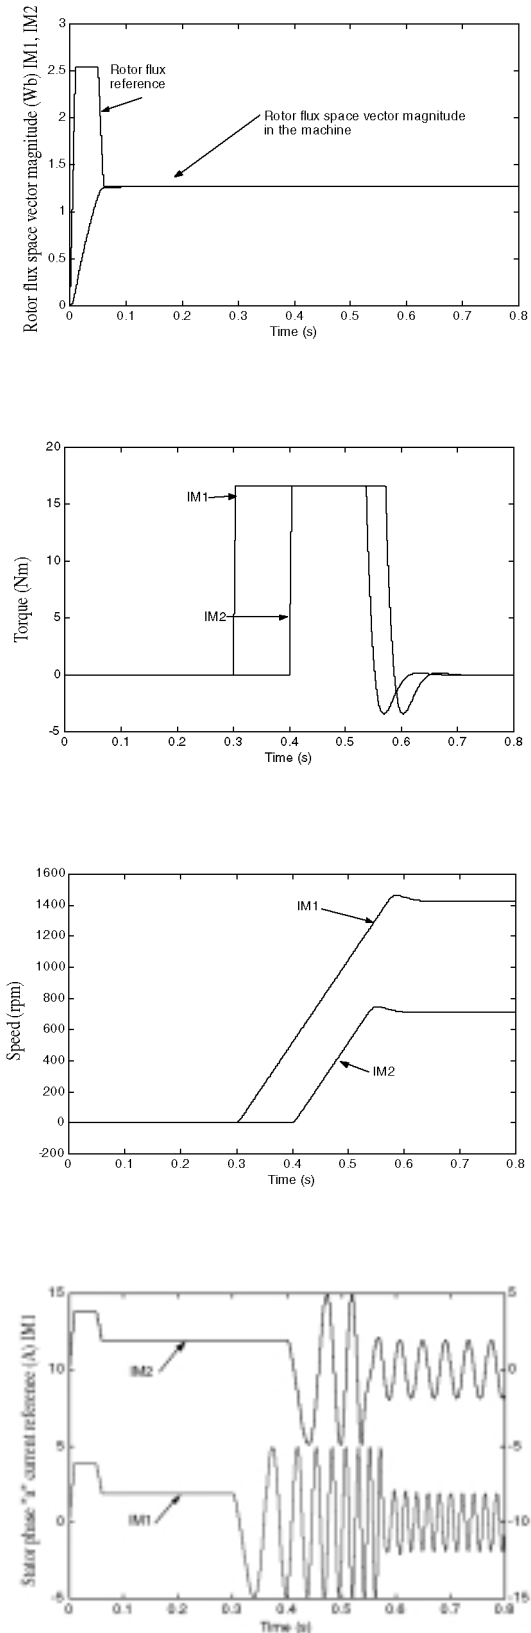 Rotor flux space vector magnitude (Wb) IM1, IM2
3
2.5
2
1.5
1
0.5
0
Rotor flux
reference
Rotor flux space vector magnitude
in the machine
0 0.1 0.2 0.3 0.4 0.5 0.6 0.7 0.8
Time (s)
Torque (Nm)
20
15
10
5
0
-5
IM1
IM2
0 0.1 0.2 0.3 0.4 0.5 0.6 0.7 0.8
Time (s)
Speed (rpm)
1600
1400
1200
1000
800
600
400
200
0
-200
IM1
IM2
0 0.1 0.2 0.3 0.4 0.5 0.6 0.7 0.8
Time (s)
Stator phase "a" current reference (A) IM1
15
10
5
0
-5
IM2
IM1
5
0
-5
-10
-15
0 0.1 0.2 0.3 0.4 0.5 0.6 0.7 0.8
Time (s)